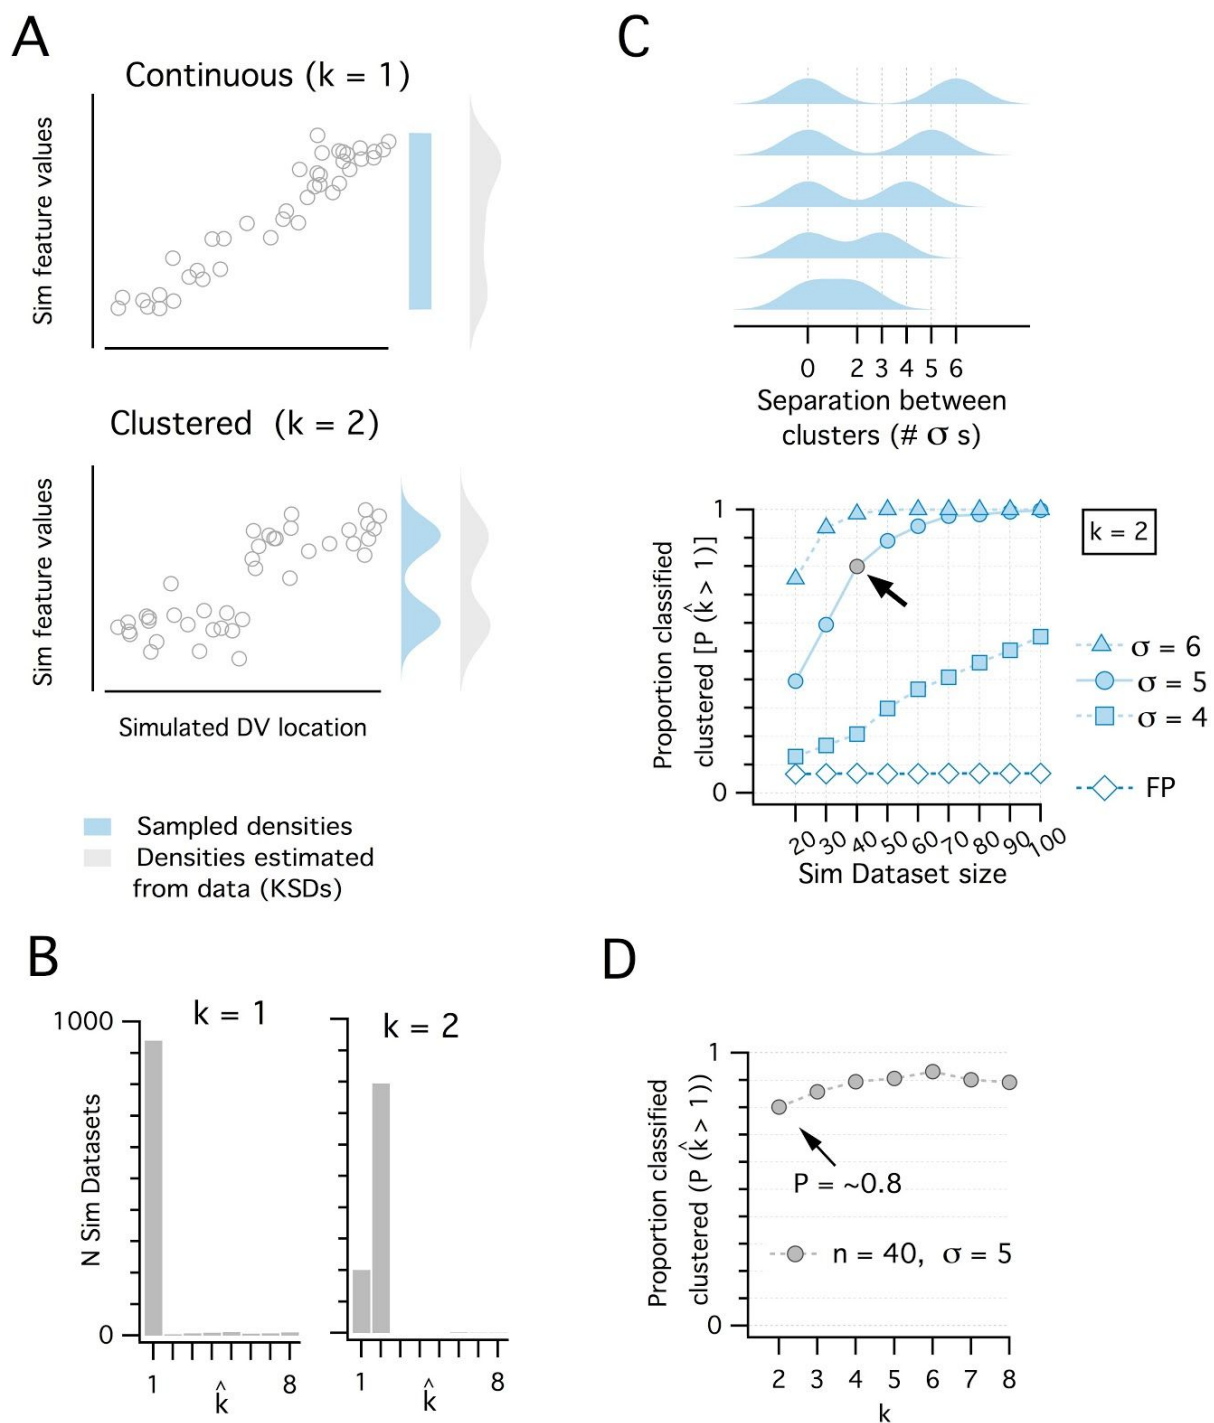 A
Continuous (k = 1)
Sim feature values
Clustered (k = 2)
Sim feature values
Simulated DV location
Sampled densities
Densities estimated
from data (KSDs)
B
k = 1
k = 2
1000
N Sim Datasets
0
1
8
k̂
1
8
k̂
C
0 2 3 4 5 6
Separation between
clusters (# σ s)
Proportion classified
clustered [P (k̂ > 1)]
1
0
20 30 40 50 60 70 80 90 100
Sim Dataset size
k = 2
σ = 6
σ = 5
σ = 4
FP
D
Proportion classified
clustered (P (k̂ > 1))
1
0
P = ~0.8
n = 40, σ = 5
2 3 4 5 6 7 8
k